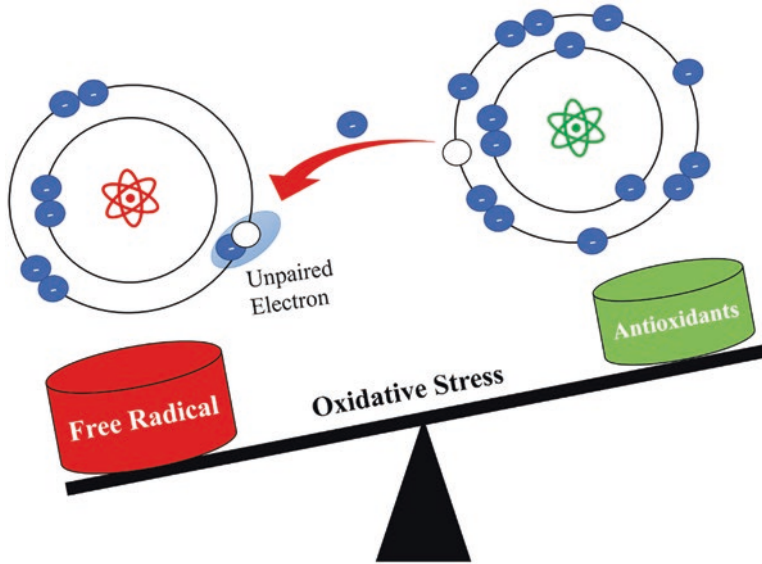 Unpaired
Electron
Antioxidants
Oxidative Stress
Free Radical